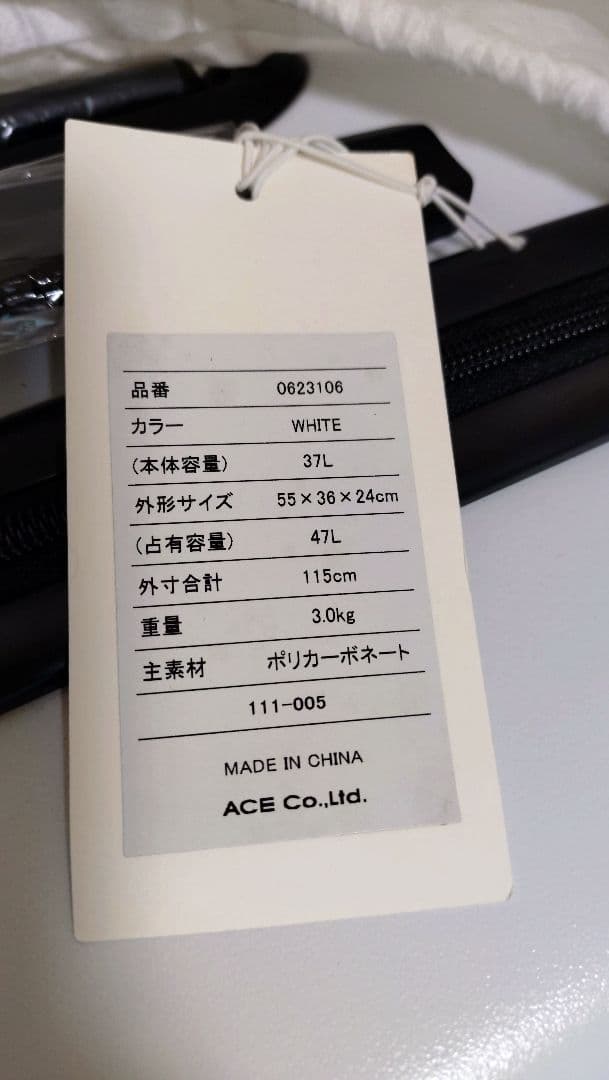 品番 0623106
カラー WHITE
(本体容量) 37L
外形サイズ 55×36×24cm
(占有容量) 47L
外寸合計 115cm
重量 3.0kg
主素材 ポリカーボネート
111-005
MADE IN CHINA
ACE Co.,Ltd.